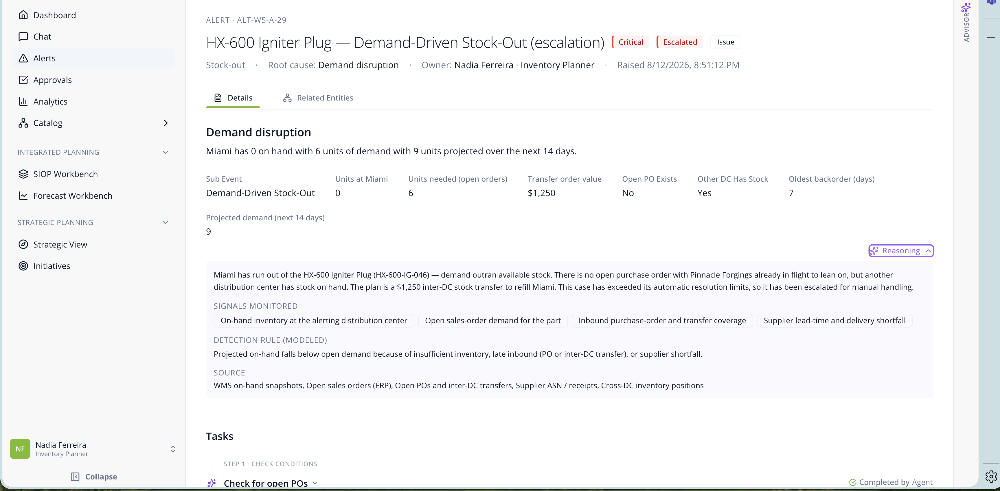 Dashboard
Chat
Alerts
Approvals
Analytics
Catalog
INTEGRATED PLANNING
SIOP Workbench
Forecast Workbench
STRATEGIC PLANNING
Strategic View
Initiatives
NF
Nadia Ferreira
Inventory Planner
Collapse
ALERT · ALT-W5-A-29
HX-600 Igniter Plug — Demand-Driven Stock-Out (escalation) Critical Escalated Issue
Stock-out · Root cause: Demand disruption · Owner: Nadia Ferreira · Inventory Planner · Raised 8/12/2026, 8:51:12 PM
Details Related Entities
Demand disruption
Miami has 0 on hand with 6 units of demand with 9 units projected over the next 14 days.
Sub Event Units at Miami Units needed (open orders) Transfer order value Open PO Exists Other DC Has Stock Oldest backorder (days)
Demand-Driven Stock-Out 0 6 $1,250 No Yes 7
Projected demand (next 14 days)
9
Reasoning
Miami has run out of the HX-600 Igniter Plug (HX-600-IG-046) — demand outran available stock. There is no open purchase order with Pinnacle Forgings already in flight to lean on, but another
distribution center has stock on hand. The plan is a $1,250 inter-DC stock transfer to refill Miami. This case has exceeded its automatic resolution limits, so it has been escalated for manual handling.
SIGNALS MONITORED
On-hand inventory at the alerting distribution center Open sales-order demand for the part Inbound purchase-order and transfer coverage Supplier lead-time and delivery shortfall
DETECTION RULE (MODELED)
Projected on-hand falls below open demand because of insufficient inventory, late inbound (PO or inter-DC transfer), or supplier shortfall.
SOURCE
WMS on-hand snapshots, Open sales orders (ERP), Open POs and inter-DC transfers, Supplier ASN / receipts, Cross-DC inventory positions
Tasks
STEP 1 · CHECK CONDITIONS
Check for open POs Completed by Agent
ADVISOR